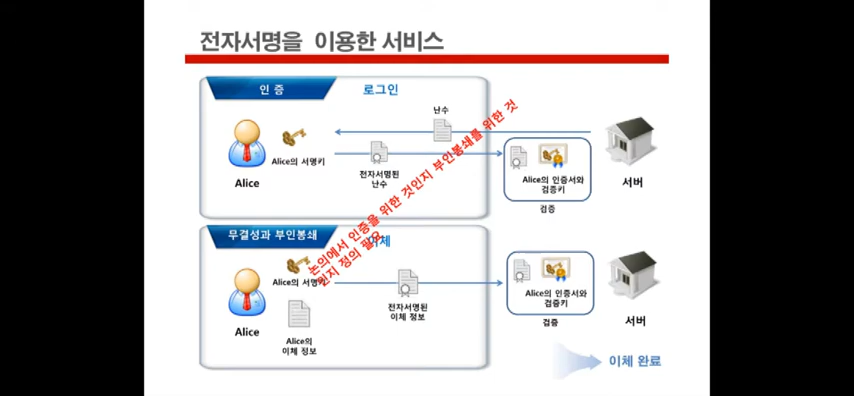 전자서명을 이용한 서비스
인 증
로그인
난수
Alice의 서명키
Alice
전자서명된
난수
Alice의 인증서와
검증키
검증
서버
논의에서 인증을 위한 것인지 부인봉쇄를 위한 것
인지 정의 필요
무결성과 부인봉쇄
이체
Alice의 서명키
Alice
Alice의
이체 정보
전자서명된
이체 정보
Alice의 인증서와
검증키
검증
서버
이체 완료